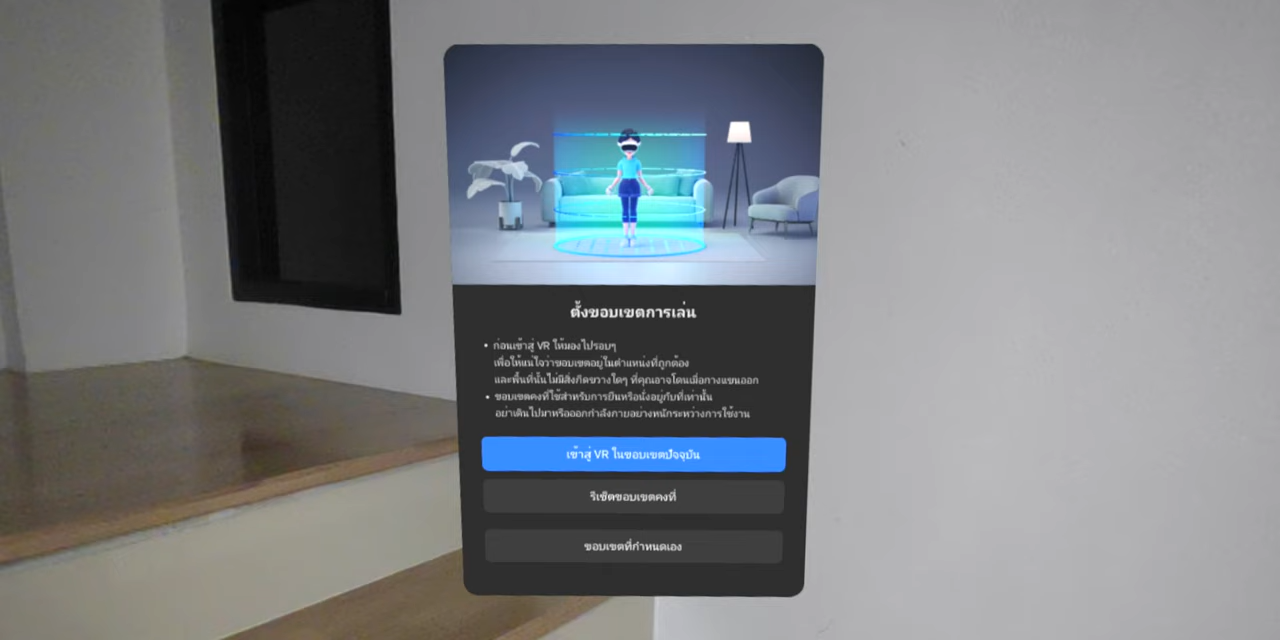 ตั้งขอบเขตการเล่น
• ก่อนเข้าสู่ VR ให้มองไปรอบๆ
เพื่อให้แน่ใจว่าขอบเขตอยู่ในตำแหน่งที่ถูกต้อง
และพื้นที่นั้นไม่มีสิ่งกีดขวางใดๆ ที่คุณอาจโดนเมื่อกางแขนออก
• ขอบเขตคงที่ใช้สำหรับการยืนหรือนั่งอยู่กับที่เท่านั้น
อย่าเดินไปมาหรือออกกำลังกายอย่างหนักระหว่างการใช้งาน
เข้าสู่ VR ในขอบเขตปัจจุบัน
รีเซ็ตขอบเขตคงที่
ขอบเขตที่กำหนดเอง